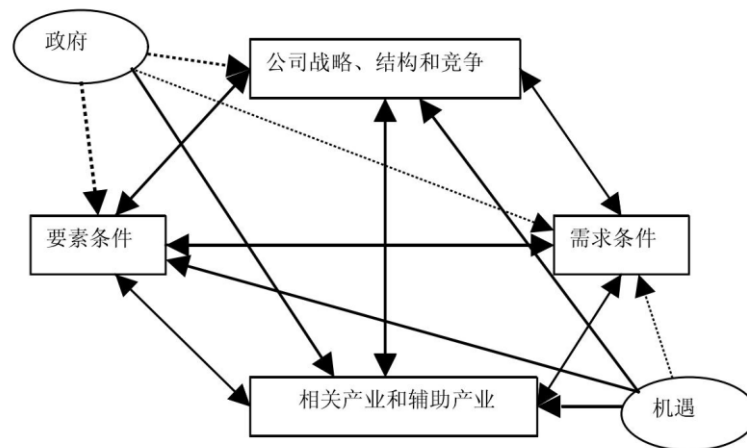 政府
公司战略、结构和竞争
要素条件
需求条件
相关产业和辅助产业
机遇